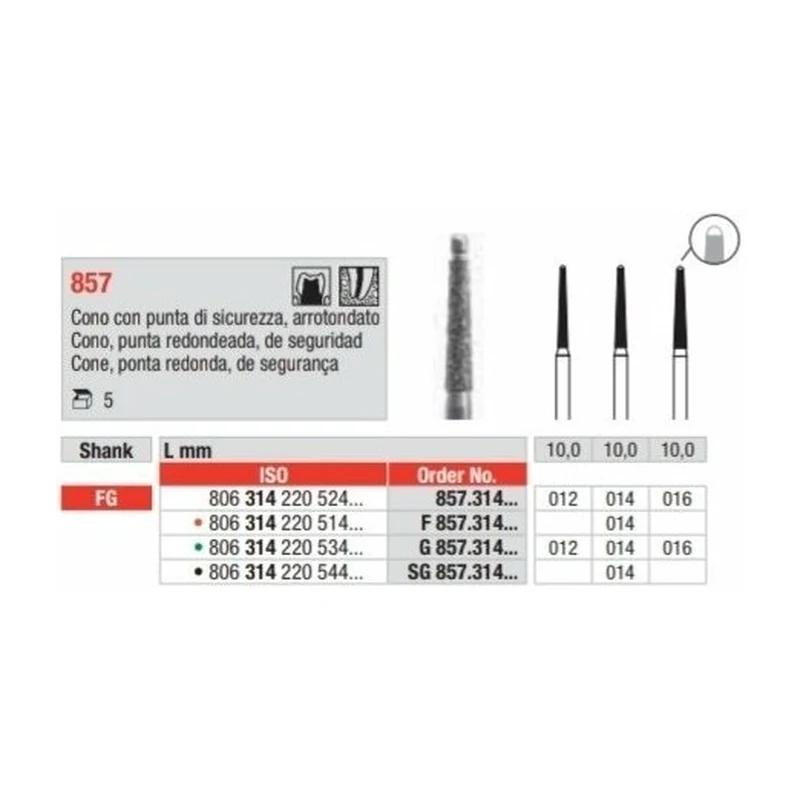 857
Cono con punta di sicurezza, arrotondato
Cono, punta redondeada, de seguridad
Cone, ponta redonda, de segurança
5
Shank L mm 10,0 10,0 10,0
ISO Order No.
FG 806 314 220 524... 857.314... 012 014 016
• 806 314 220 514... F 857.314... 014
• 806 314 220 534... G 857.314... 012 014 016
• 806 314 220 544... SG 857.314... 014